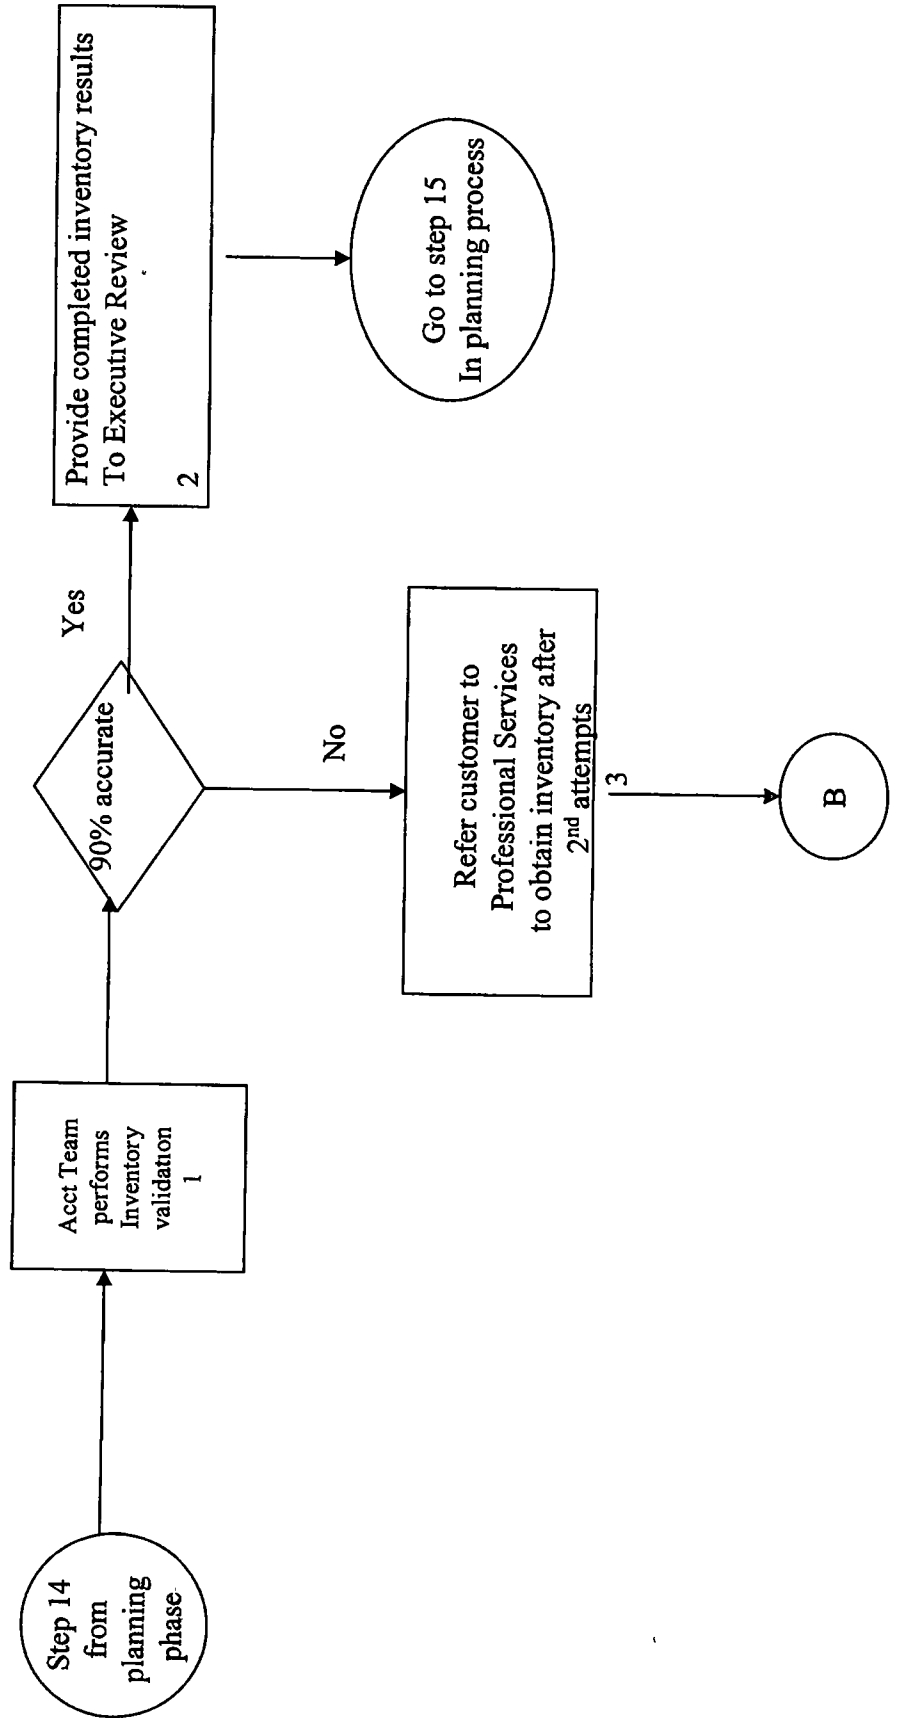 Step 14
from
planning
phase
Acct Team
performs
Inventory
validation
1
90% accurate
Yes
Provide completed inventory results
To Executive Review
2
Go to step 15
In planning process
No
Refer customer to
Professional Services
to obtain inventory after
2nd attempts
3
B